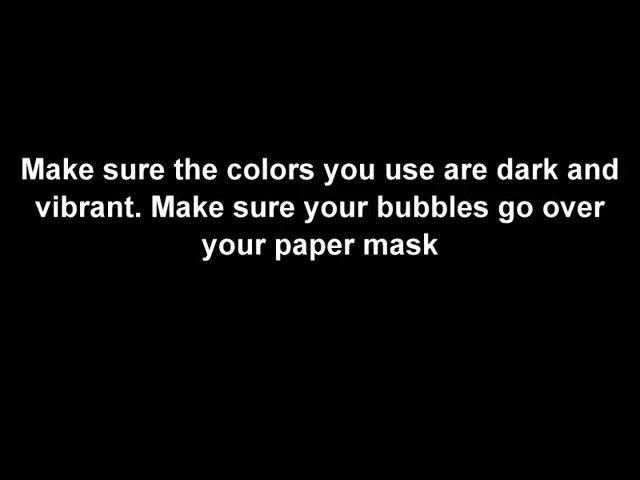 Make sure the colors you use are dark and
vibrant. Make sure your bubbles go over
your paper mask